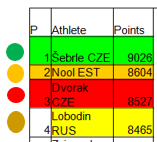 P Athlete Points
1 Šebrle CZE 9026
2 Nool EST 8604
Dvorak
3 CZE 8527
Lobodin
4 RUS 8465